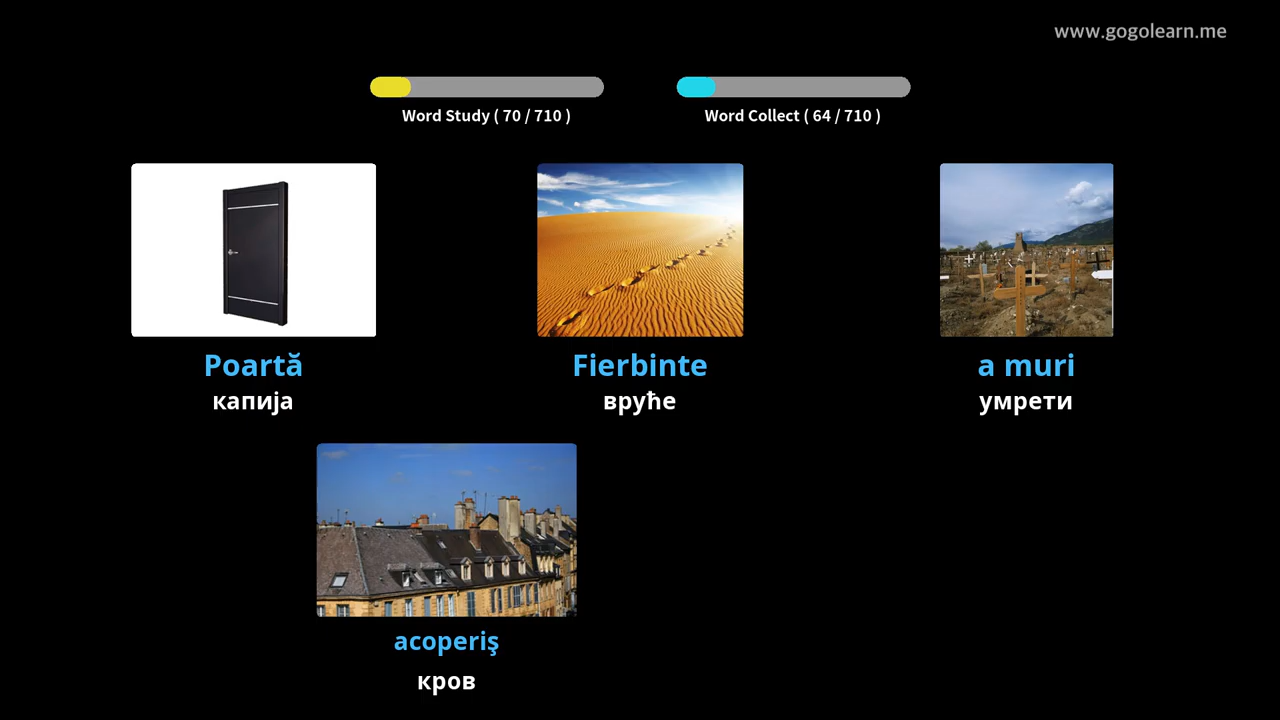 www.gogolearn.me
Word Study ( 70 / 710 )
Word Collect ( 64 / 710 )
Poartă
капија
Fierbinte
вруће
a muri
умрети
acoperiş
кров